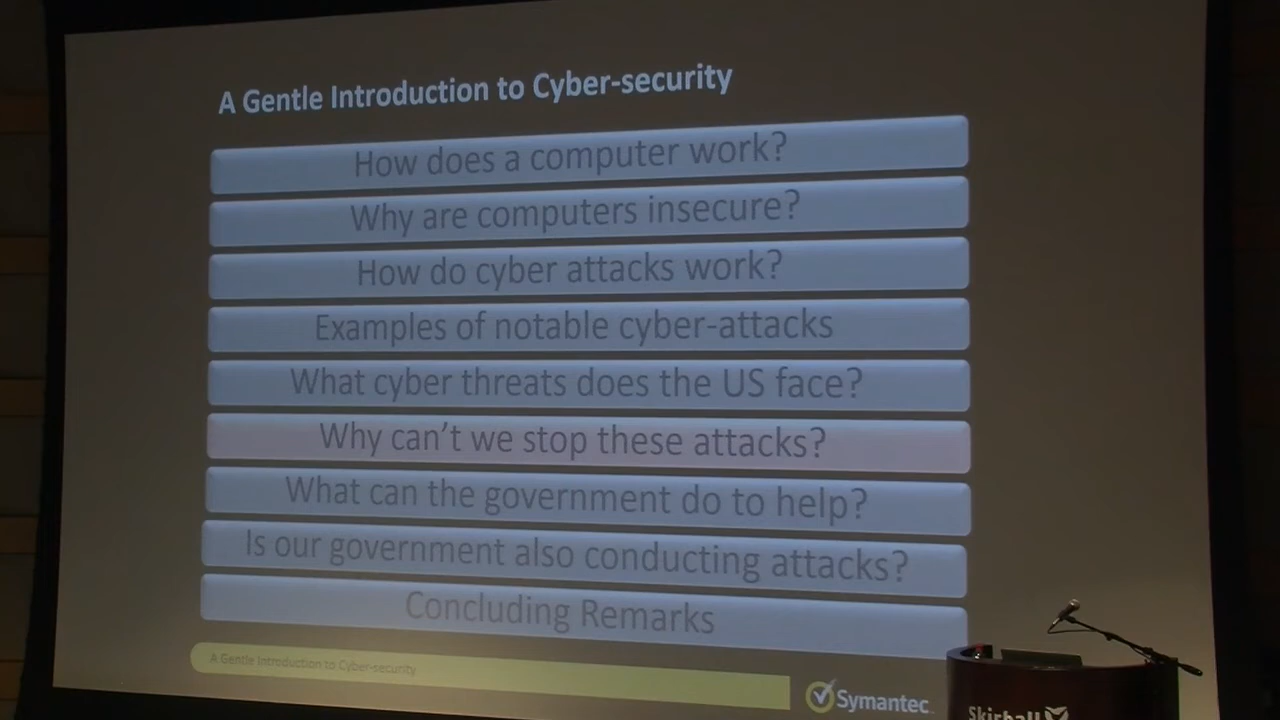 A Gentle Introduction to Cyber-security
How does a computer work?
Why are computers insecure?
How do cyber attacks work?
Examples of notable cyber-attacks
What cyber threats does the US face?
Why can't we stop these attacks?
What can the government do to help?
Is our government also conducting attacks?
Concluding Remarks
A Gentle Introduction to Cyber-security
Symantec
Skirball